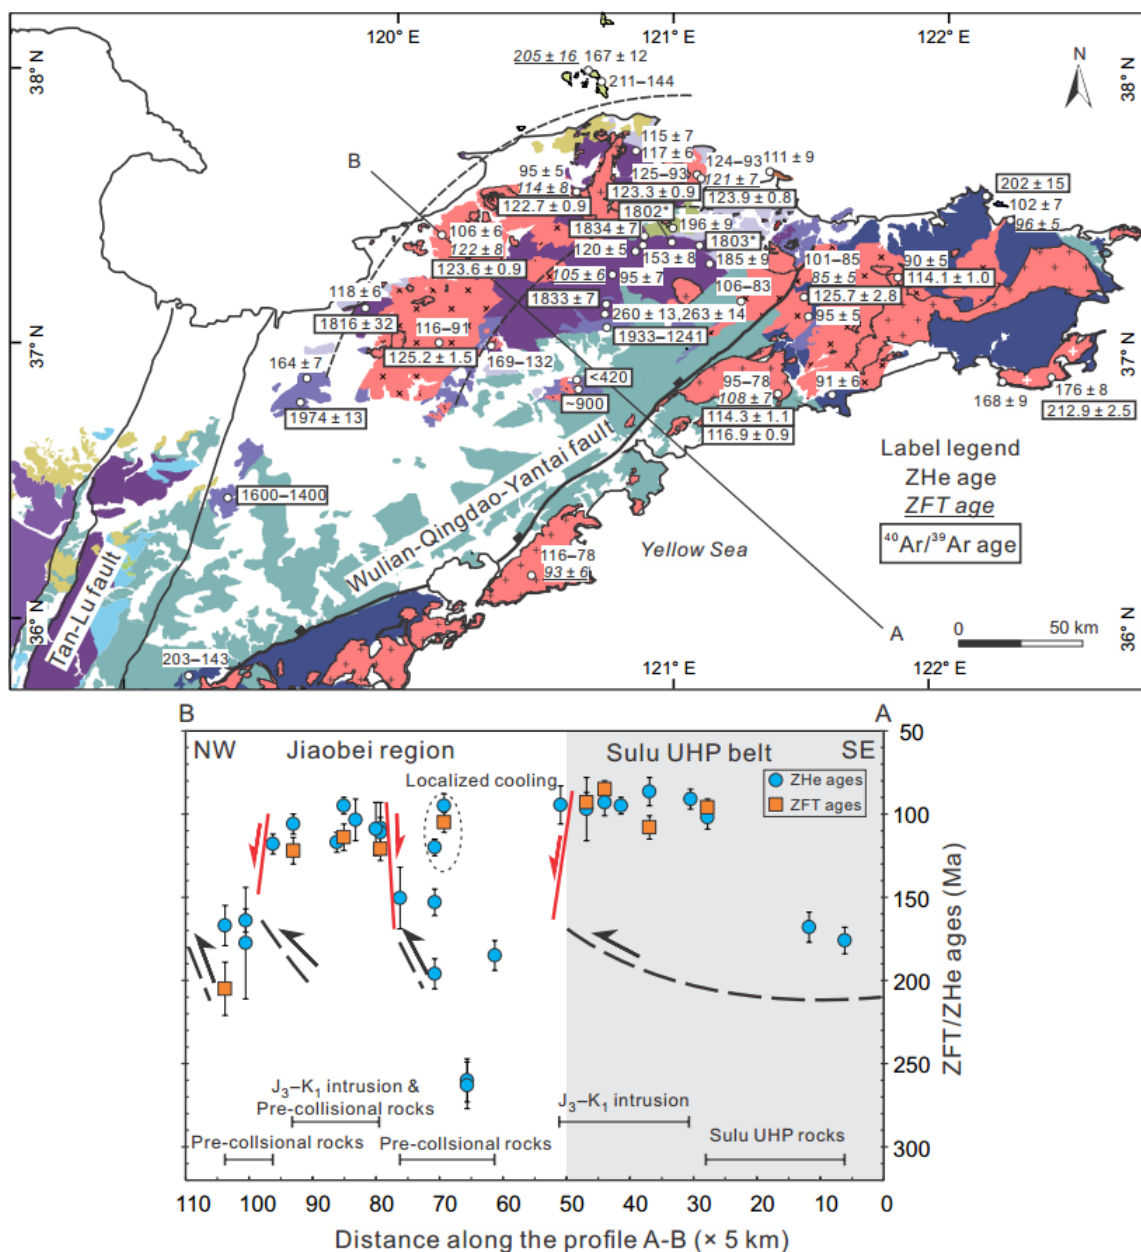 120° E
121° E
122° E
38° N
38° N
N
205 ± 16 167 ± 12
211–144
B
115 ± 7
117 ± 6
124–93
111 ± 9
95 ± 5
125–93
121 ± 7
114 ± 8
123.3 ± 0.9
123.9 ± 0.8
202 ± 15
122.7 ± 0.9
1802*
102 ± 7
1834 ± 7
196 ± 9
96 ± 5
106 ± 6
120 ± 5
1803*
122 ± 8
153 ± 8
185 ± 9
101–85
90 ± 5
123.6 ± 0.9
105 ± 6
95 ± 7
85 ± 5
114.1 ± 1.0
118 ± 6
106–83
1833 ± 7
125.7 ± 2.8
1816 ± 32
116–91
260 ± 13,263 ± 14
95 ± 5
37° N
125.2 ± 1.5
1933–1241
37° N
164 ± 7
169–132
<420
95–78
91 ± 6
~900
108 ± 7
168 ± 9
176 ± 8
1974 ± 13
114.3 ± 1.1
212.9 ± 2.5
116.9 ± 0.9
Label legend
ZHe age
ZFT age
⁴⁰Ar/³⁹Ar age
1600–1400
Wulian-Qingdao-Yantai fault
Yellow Sea
Tan-Lu fault
116–78
93 ± 6
36° N
36° N
A
0 50 km
203–143
121° E
122° E
B
A
NW
Jiaobei region
Sulu UHP belt
SE
Localized cooling
ZHe ages
ZFT ages
50
100
150
200
250
300
ZFT/ZHe ages (Ma)
J₃–K₁ intrusion &
Pre-collisional rocks
J₃–K₁ intrusion
Pre-collsional rocks
Pre-collisional rocks
Sulu UHP rocks
110 100 90 80 70 60 50 40 30 20 10 0
Distance along the profile A-B (× 5 km)